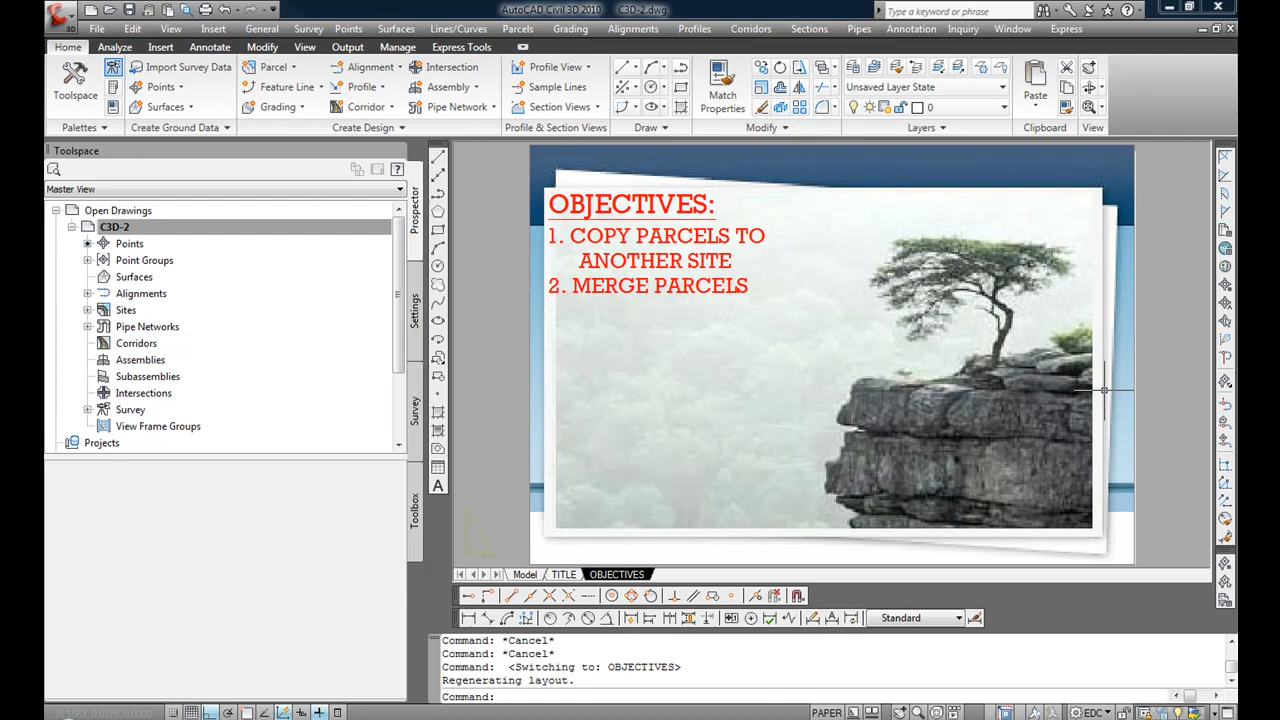 AutoCAD Civil 3D 2010 C3D-2.dwg
Type a keyword or phrase
File Edit View Insert General Survey Points Surfaces Lines/Curves Parcels Grading Alignments Profiles Corridors Sections Pipes Annotation Inquiry Window Express
Home Analyze Insert Annotate Modify View Output Manage Express Tools
Toolspace
Import Survey Data
Points
Surfaces
Parcel
Feature Line
Grading
Alignment
Profile
Corridor
Intersection
Assembly
Pipe Network
Profile View
Sample Lines
Section Views
Match
Properties
Unsaved Layer State
0
Paste
Palettes Create Ground Data Create Design Profile & Section Views Draw Modify Layers Clipboard View
Toolspace
Master View
Open Drawings
C3D-2
Points
Point Groups
Surfaces
Alignments
Sites
Pipe Networks
Corridors
Assemblies
Subassemblies
Intersections
Survey
View Frame Groups
Projects
Prospector
Settings
Survey
Toolbox
OBJECTIVES:
1. COPY PARCELS TO
ANOTHER SITE
2. MERGE PARCELS
Model TITLE OBJECTIVES
Standard
Command: *Cancel*
Command: *Cancel*
Command: <Switching to: OBJECTIVES>
Regenerating layout.
Command:
PAPER
EDC